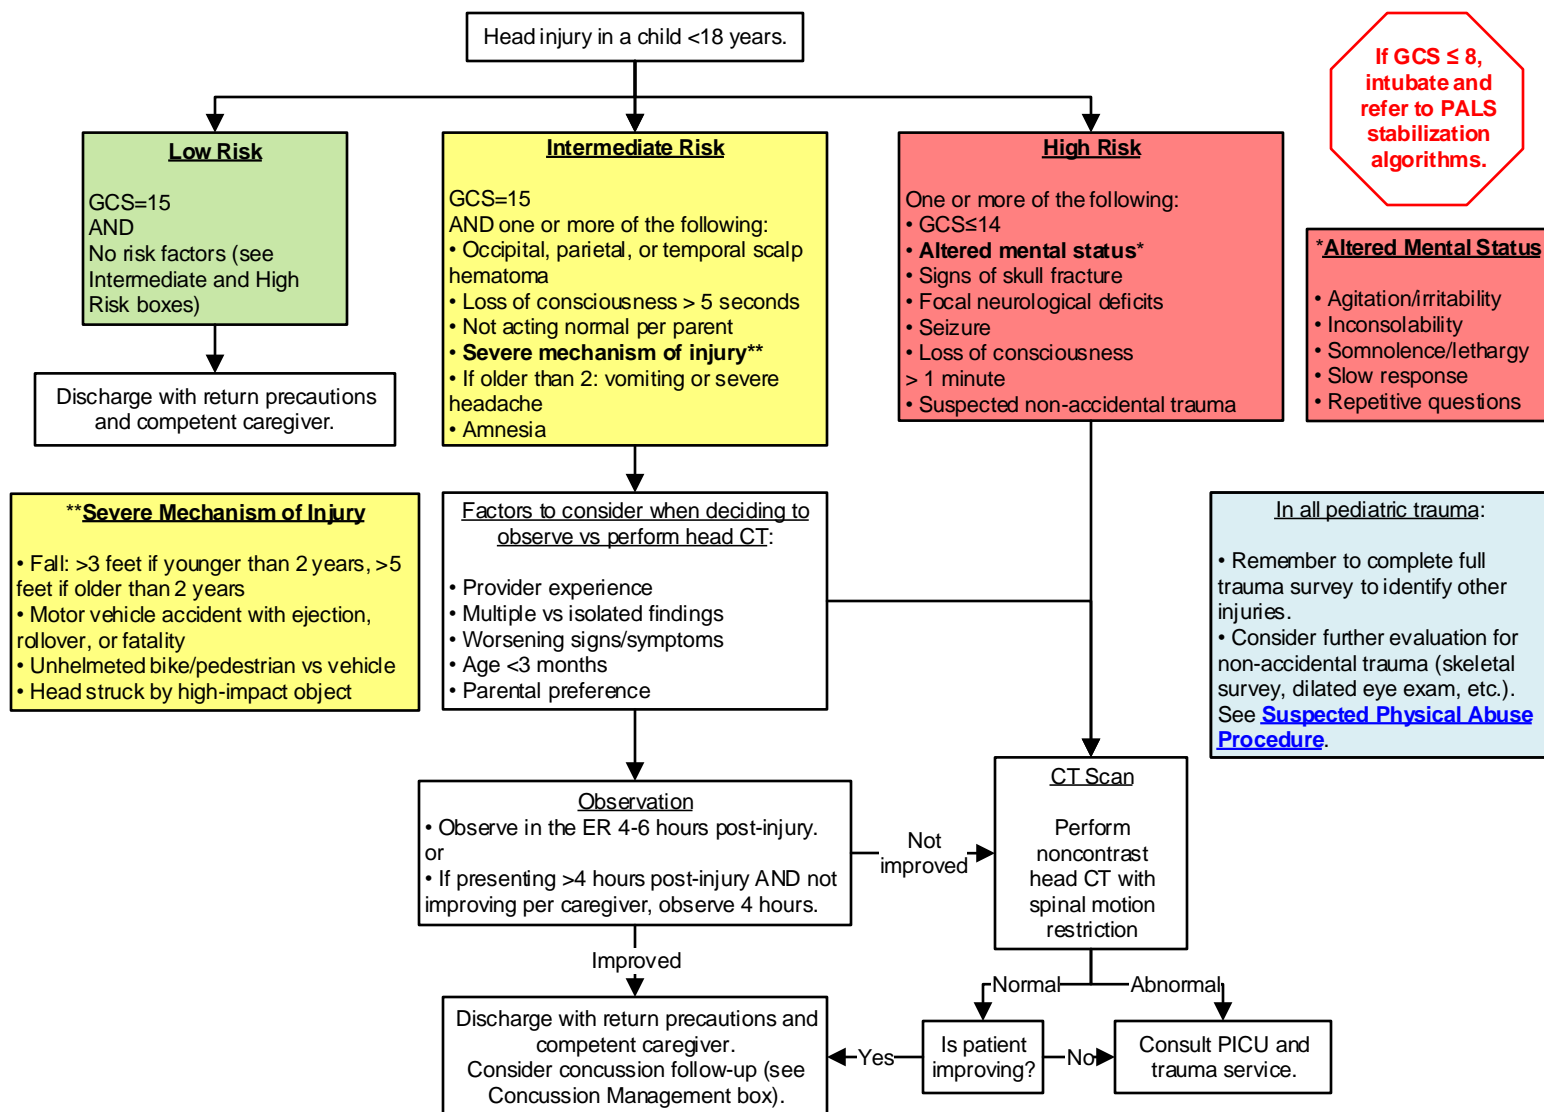 Head injury in a child <18 years.
If GCS ≤ 8,
intubate and
refer to PALS
stabilization
algorithms.
Low Risk
GCS=15
AND
No risk factors (see
Intermediate and High
Risk boxes)
Intermediate Risk
GCS=15
AND one or more of the following:
• Occipital, parietal, or temporal scalp
hematoma
• Loss of consciousness > 5 seconds
• Not acting normal per parent
• Severe mechanism of injury**
• If older than 2: vomiting or severe
headache
• Amnesia
High Risk
One or more of the following:
• GCS≤14
• Altered mental status*
• Signs of skull fracture
• Focal neurological deficits
• Seizure
• Loss of consciousness
> 1 minute
• Suspected non-accidental trauma
*Altered Mental Status
• Agitation/irritability
• Inconsolability
• Somnolence/lethargy
• Slow response
• Repetitive questions
Discharge with return precautions
and competent caregiver.
**Severe Mechanism of Injury
• Fall: >3 feet if younger than 2 years, >5
feet if older than 2 years
• Motor vehicle accident with ejection,
rollover, or fatality
• Unhelmeted bike/pedestrian vs vehicle
• Head struck by high-impact object
Factors to consider when deciding to
observe vs perform head CT:
• Provider experience
• Multiple vs isolated findings
• Worsening signs/symptoms
• Age <3 months
• Parental preference
In all pediatric trauma:
• Remember to complete full
trauma survey to identify other
injuries.
• Consider further evaluation for
non-accidental trauma (skeletal
survey, dilated eye exam, etc.).
See Suspected Physical Abuse
Procedure.
Observation
• Observe in the ER 4-6 hours post-injury.
or
• If presenting >4 hours post-injury AND not
improving per caregiver, observe 4 hours.
Not
improved
CT Scan
Perform
noncontrast
head CT with
spinal motion
restriction
Improved
Normal
Abnormal
Discharge with return precautions and
competent caregiver.
Consider concussion follow-up (see
Concussion Management box).
Yes
Is patient
improving?
No
Consult PICU and
trauma service.